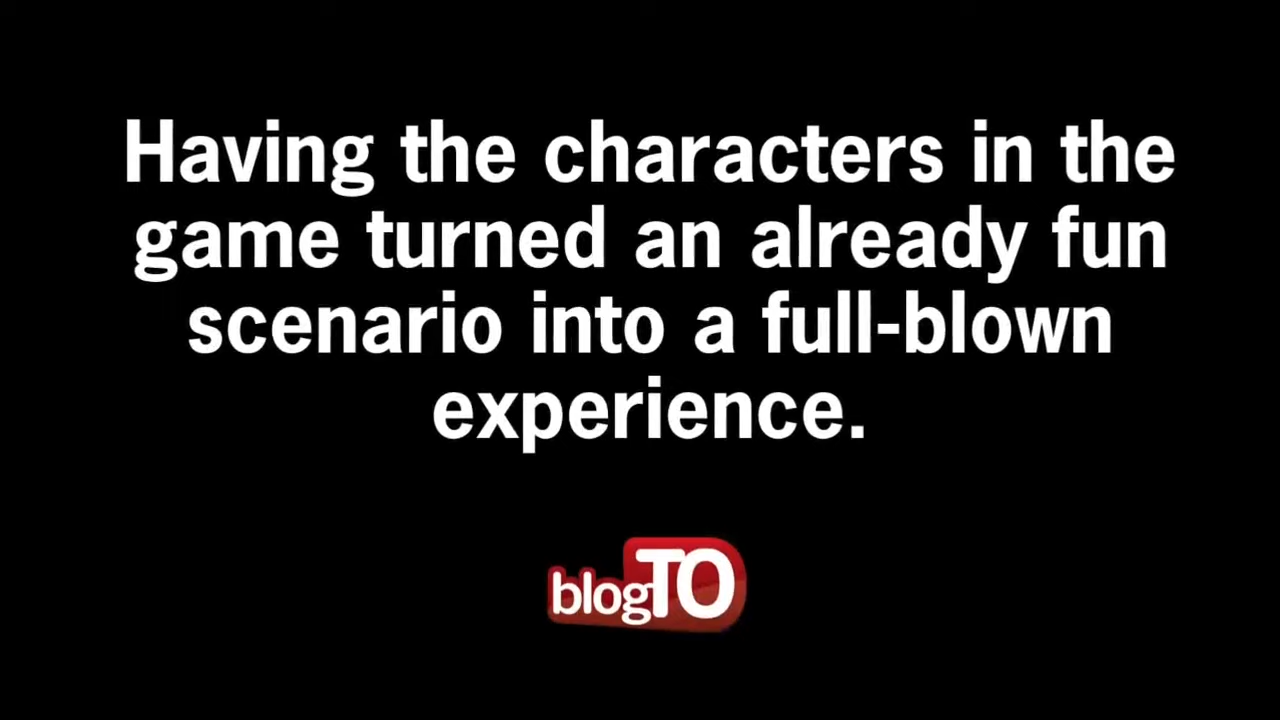 Having the characters in the
game turned an already fun
scenario into a full-blown
experience.
blogTO